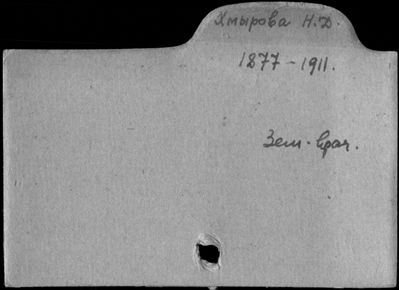 Хмырова Н.Д.
1877-1911.
Зем. врач.